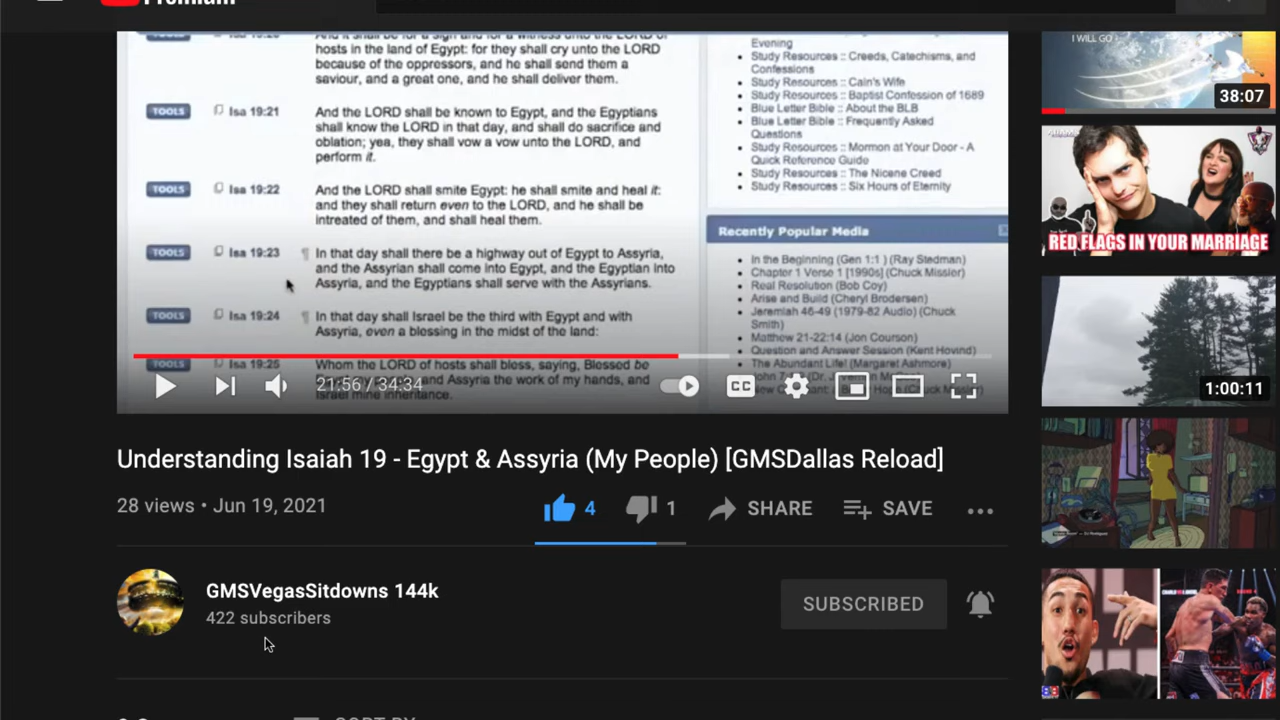 Premium
hosts in the land of Egypt: for they shall cry unto the LORD
because of the oppressors, and he shall send them a
saviour, and a great one, and he shall deliver them.
TOOLS Isa 19:21 And the LORD shall be known to Egypt, and the Egyptians
shall know the LORD in that day, and shall do sacrifice and
oblation; yea, they shall vow a vow unto the LORD, and
perform it.
TOOLS Isa 19:22 And the LORD shall smite Egypt: he shall smite and heal it:
and they shall return even to the LORD, and he shall be
intreated of them, and shall heal them.
TOOLS Isa 19:23 ¶ In that day shall there be a highway out of Egypt to Assyria,
and the Assyrian shall come into Egypt, and the Egyptian into
Assyria, and the Egyptians shall serve with the Assyrians.
TOOLS Isa 19:24 ¶ In that day shall Israel be the third with Egypt and with
Assyria, even a blessing in the midst of the land:
TOOLS Isa 19:25 Whom the LORD of hosts shall bless, saying, Blessed be
and Assyria the work of my hands, and
Israel mine inheritance.
Evening
Study Resources :: Creeds, Catechisms, and
Confessions
Study Resources :: Cain's Wife
Study Resources :: Baptist Confession of 1689
Blue Letter Bible :: About the BLB
Blue Letter Bible :: Frequently Asked
Questions
Study Resources :: Mormon at Your Door - A
Quick Reference Guide
Study Resources :: The Nicene Creed
Study Resources :: Six Hours of Eternity
Recently Popular Media
In the Beginning (Gen 1:1 ) (Ray Stedman)
Chapter 1 Verse 1 [1990s] (Chuck Missler)
Real Resolution (Bob Coy)
Arise and Build (Cheryl Brodersen)
Jeremiah 46-49 (1979-82 Audio) (Chuck
Smith)
Matthew 21-22:14 (Jon Courson)
Question and Answer Session (Kent Hovind)
The Abundant Life! (Margaret Ashmore)
21:56 / 34:34
CC
Understanding Isaiah 19 - Egypt & Assyria (My People) [GMSDallas Reload]
28 views • Jun 19, 2021
4
1
SHARE
SAVE
GMSVegasSitdowns 144k
422 subscribers
SUBSCRIBED
SORT BY
I WILL GO
38:07
RED FLAGS IN YOUR MARRIAGE
1:00:11